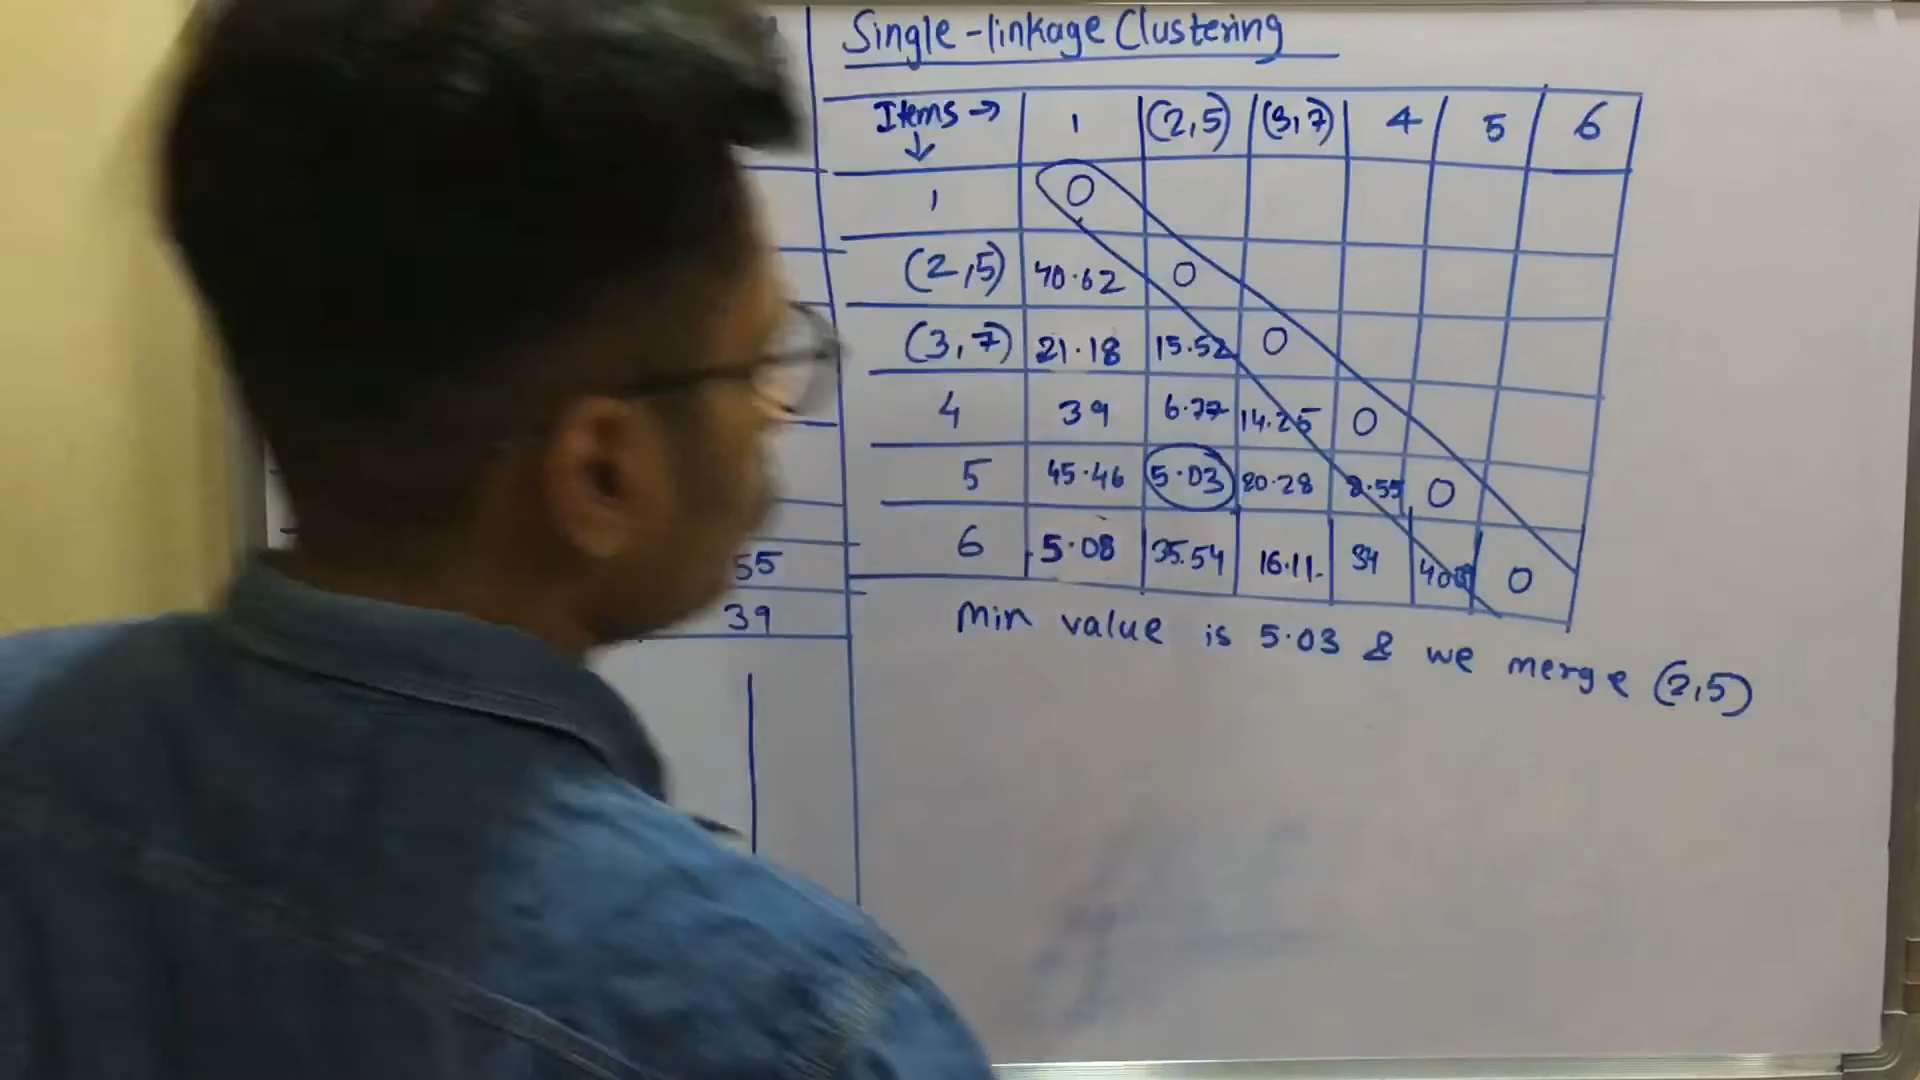 Single-linkage Clustering
Items → 1 (2,5) (3,7) 4 5 6
↓
1 0
(2,5) 40.62 0
(3,7) 21.18 15.52 0
4 39 6.77 14.25 0
5 45.46 5.03 20.28 8.55 0
6 5.08 35.54 16.11 34 0
55
39
Min value is 5.03 & we merge (2,5)